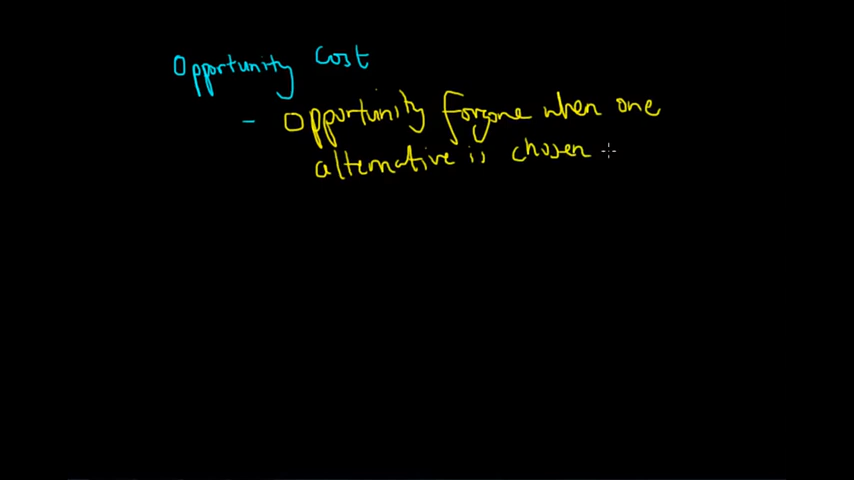 Opportunity Cost
- Opportunity forgone when one
alternative is chosen